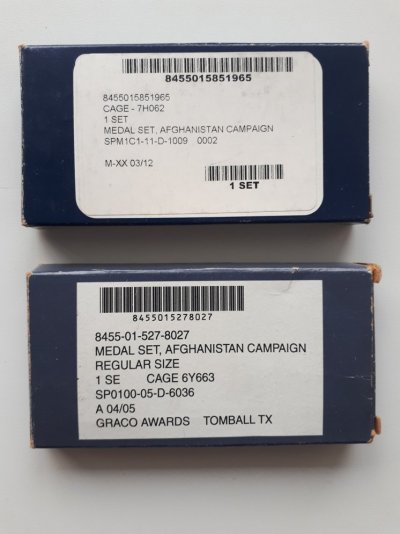 8455015851965
8455015851965
CAGE - 7H062
1 SET
MEDAL SET, AFGHANISTAN CAMPAIGN
SPM1C1-11-D-1009 0002
M-XX 03/12
1 SET
8455015278027
8455-01-527-8027
MEDAL SET, AFGHANISTAN CAMPAIGN
REGULAR SIZE
1 SE CAGE 6Y663
SP0100-05-D-6036
A 04/05
GRACO AWARDS TOMBALL TX